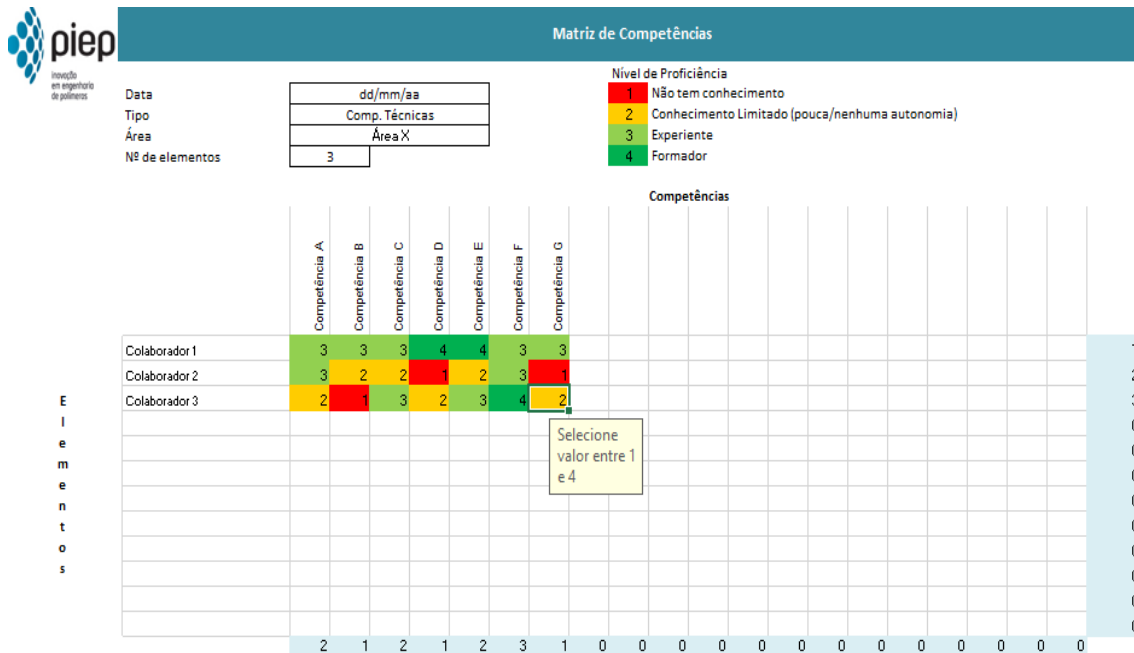 piep
inovação
em engenharia
de polímeros
Matriz de Competências
Data dd/mm/aa
Tipo Comp. Técnicas
Área Área X
Nº de elementos 3
Nível de Proficiência
1 Não tem conhecimento
2 Conhecimento Limitado (pouca/nenhuma autonomia)
3 Experiente
4 Formador
Competências
Competência A Competência B Competência C Competência D Competência E Competência F Competência G
Colaborador 1 3 3 3 4 4 3 3
Colaborador 2 3 2 2 1 2 3 1
Colaborador 3 2 1 3 2 3 4 2
Selecione
valor entre 1
e 4
Elementos
2 1 2 1 2 3 1 0 0 0 0 0 0 0 0 0 0 0 0 0